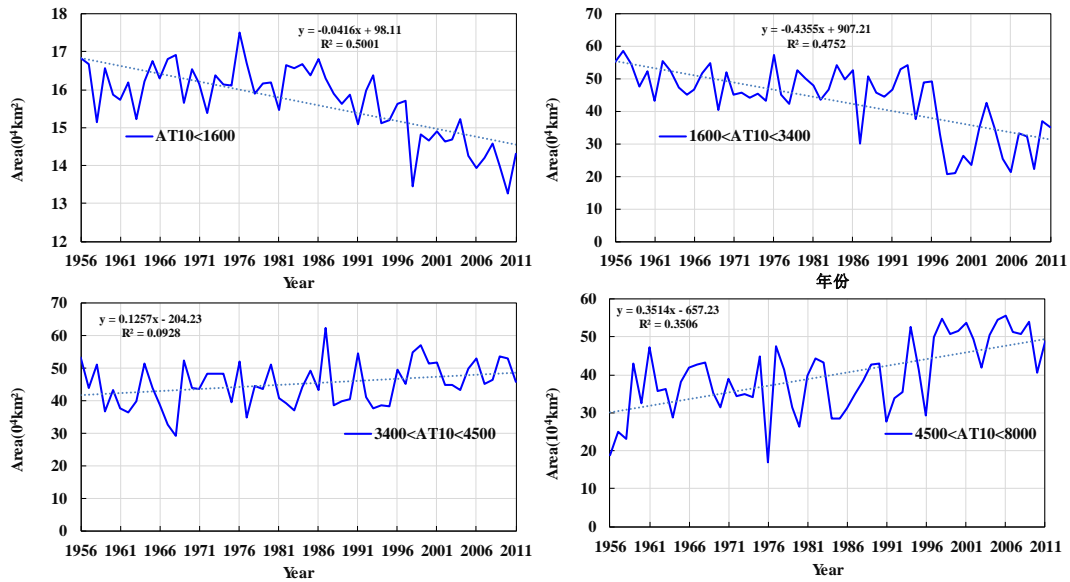 y = -0.0416x + 98.11
R² = 0.5001
Area(0⁴km²)
18
17
16
15
14
13
12
AT10<1600
1956 1961 1966 1971 1976 1981 1986 1991 1996 2001 2006 2011
Year
y = -0.4355x + 907.21
R² = 0.4752
Area(0⁴km²)
70
60
50
40
30
20
10
0
1600<AT10<3400
1956 1961 1966 1971 1976 1981 1986 1991 1996 2001 2006 2011
年份
y = 0.1257x - 204.23
R² = 0.0928
Area(0⁴km²)
70
60
50
40
30
20
10
0
3400<AT10<4500
1956 1961 1966 1971 1976 1981 1986 1991 1996 2001 2006 2011
Year
y = 0.3514x - 657.23
R² = 0.3506
Area(10⁴km²)
60
50
40
30
20
10
0
4500<AT10<8000
1956 1961 1966 1971 1976 1981 1986 1991 1996 2001 2006 2011
Year